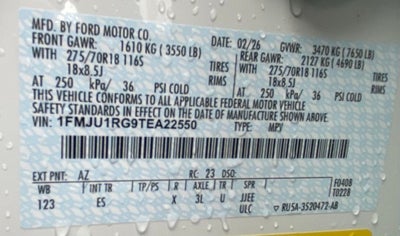 MFD. BY FORD MOTOR CO.
DATE: 02/26 GVWR: 3470 KG (7650 LB)
FRONT GAWR: 1610 KG (3550 LB) REAR GAWR: 2127 KG (4690 LB)
WITH 275/70R18 116S TIRES WITH 275/70R18 116S TIRES
18x8.5J RIMS 18x8.5J RIMS
AT 250 kPa/ 36 PSI COLD AT 250 kPa/ 36 PSI COLD
THIS VEHICLE CONFORMS TO ALL APPLICABLE FEDERAL MOTOR VEHICLE
SAFETY STANDARDS IN EFFECT ON THE DATE OF MANUFACTURE SHOWN ABOVE.
VIN: 1FMJU1RG9TEA22550 TYPE: MPV
EXT PNT: AZ RC: 23 DSO:
WB INT TR TP/PS R AXLE TR SPR F0408
123 ES X 3L U JJEE T0228
ULC RU5A-3520472-AB